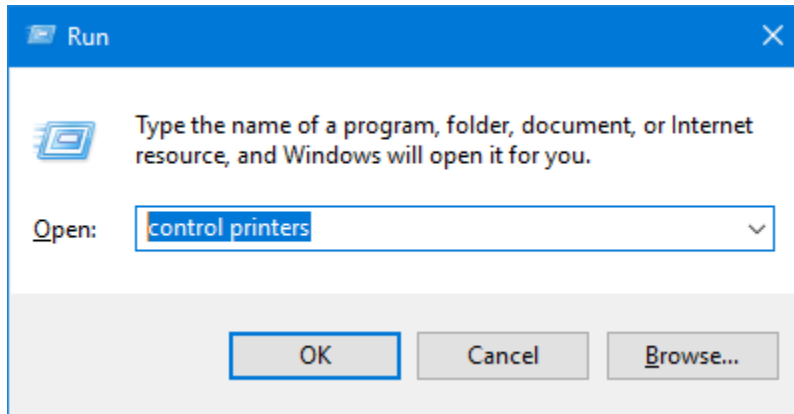 Run
Type the name of a program, folder, document, or Internet
resource, and Windows will open it for you.
Open: control printers
OK Cancel Browse...